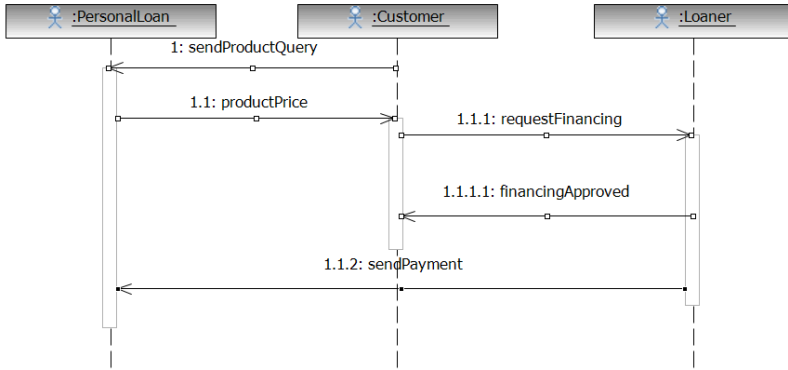 :PersonalLoan
:Customer
:Loaner
1: sendProductQuery
1.1: productPrice
1.1.1: requestFinancing
1.1.1.1: financingApproved
1.1.2: sendPayment